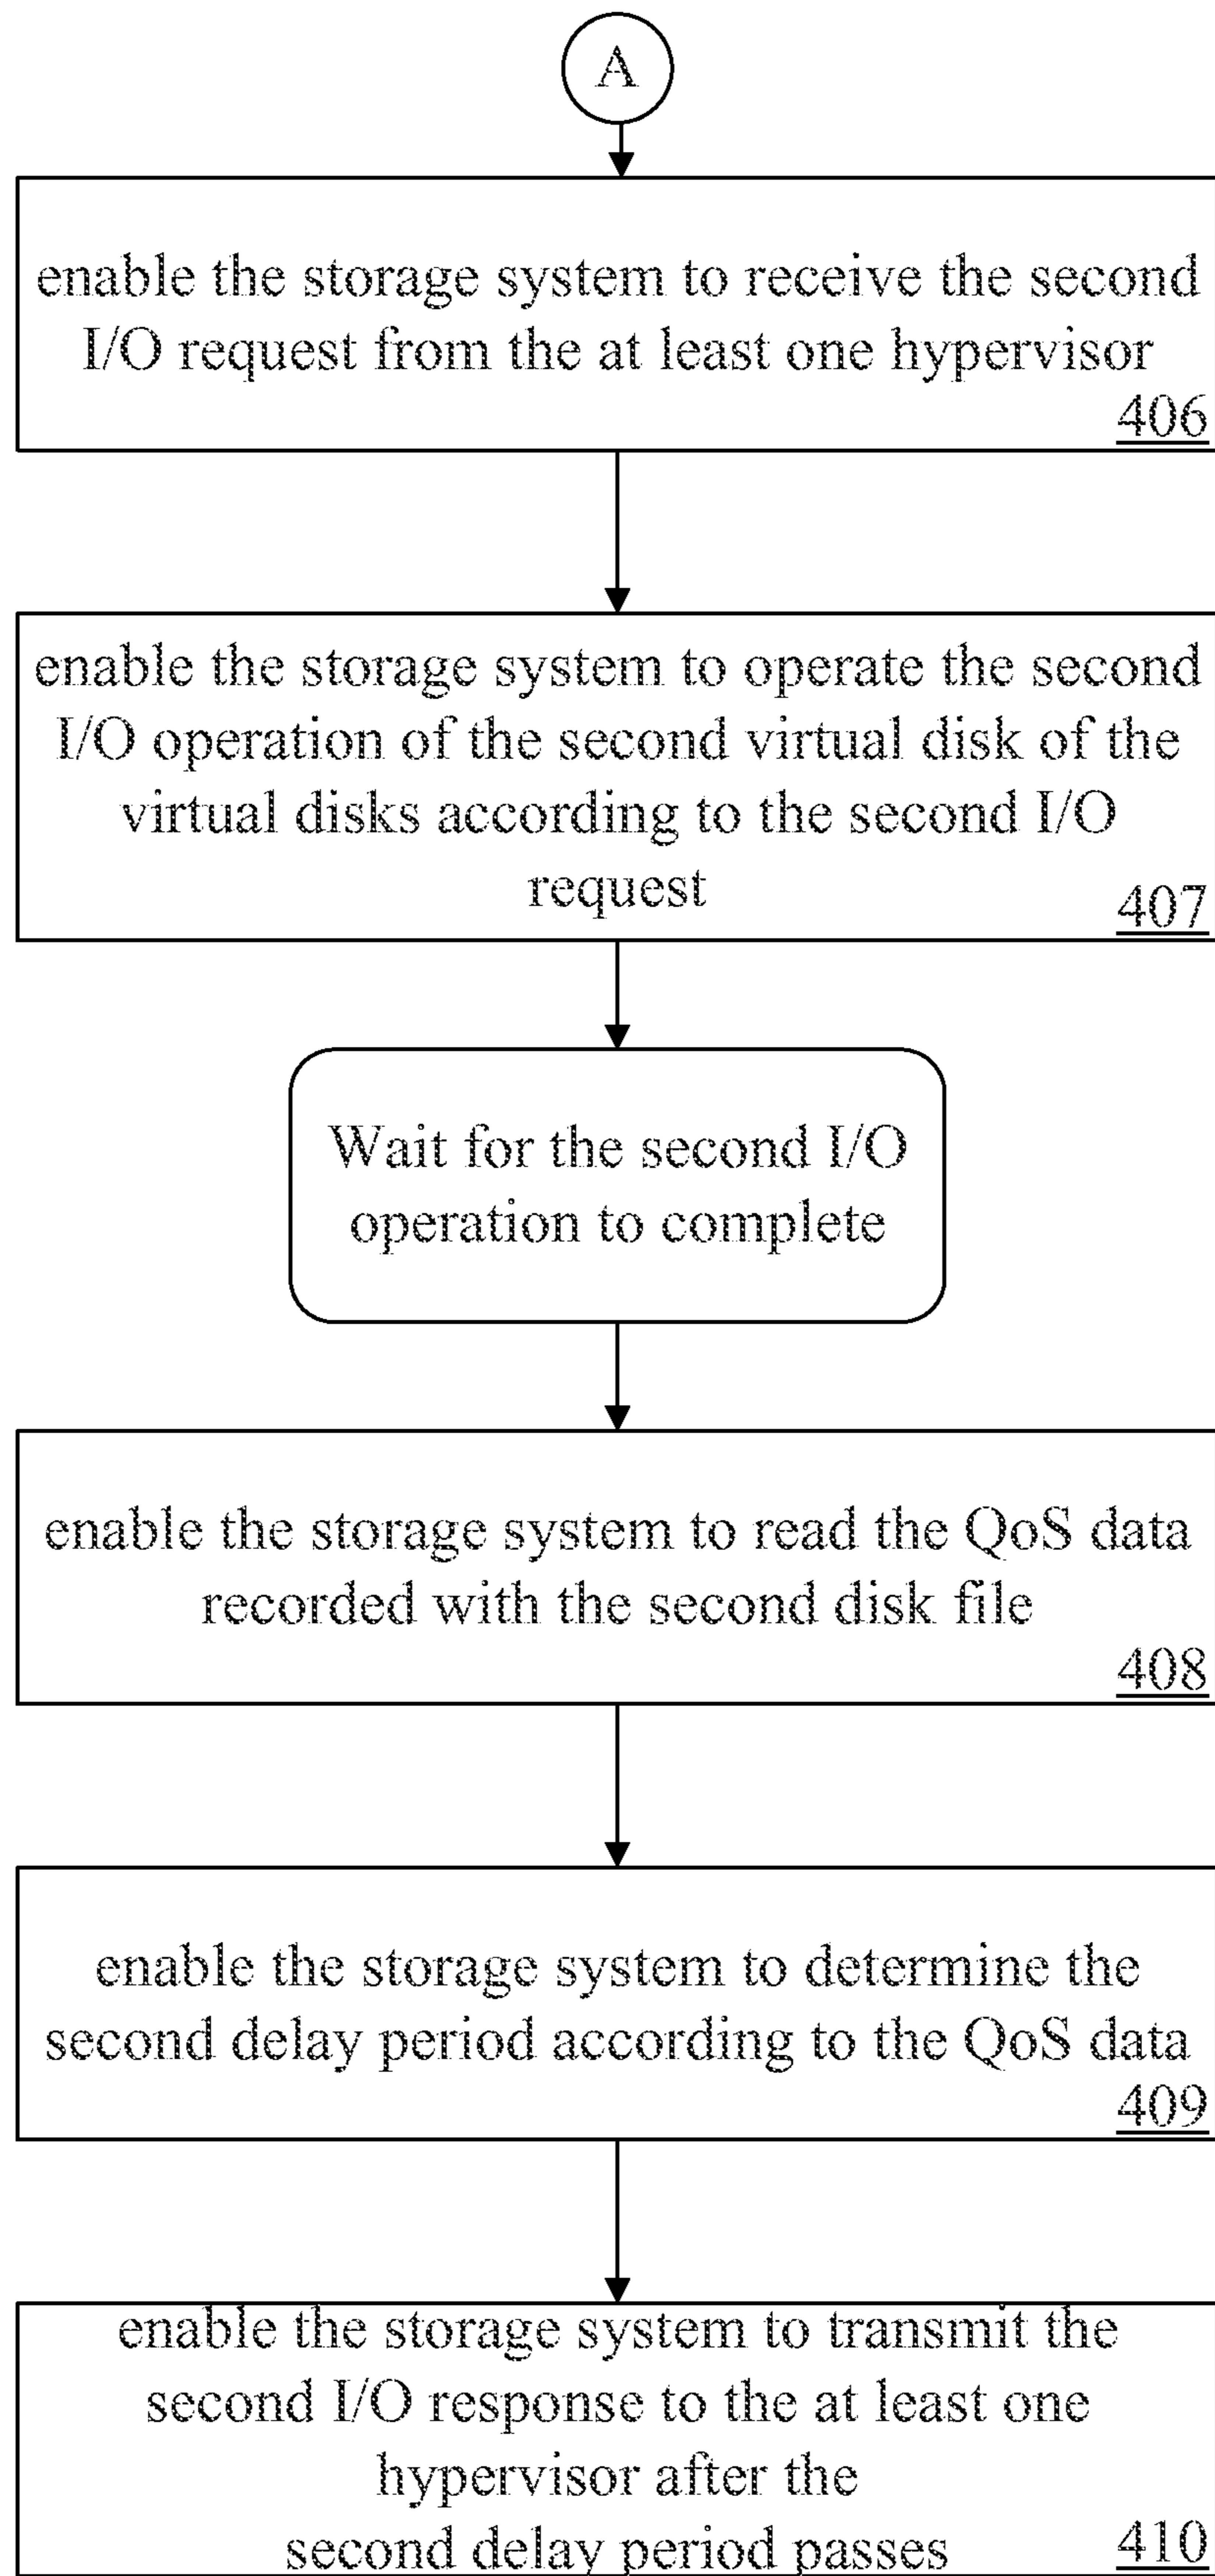 A
enable the storage system to receive the second
I/O request from the at least one hypervisor
406
enable the storage system to operate the second
I/O operation of the second virtual disk of the
virtual disks according to the second I/O
request
407
Wait for the second I/O
operation to complete
enable the storage system to read the QoS data
recorded with the second disk file
408
enable the storage system to determine the
second delay period according to the QoS data
409
enable the storage system to transmit the
second I/O response to the at least one
hypervisor after the
second delay period passes
410